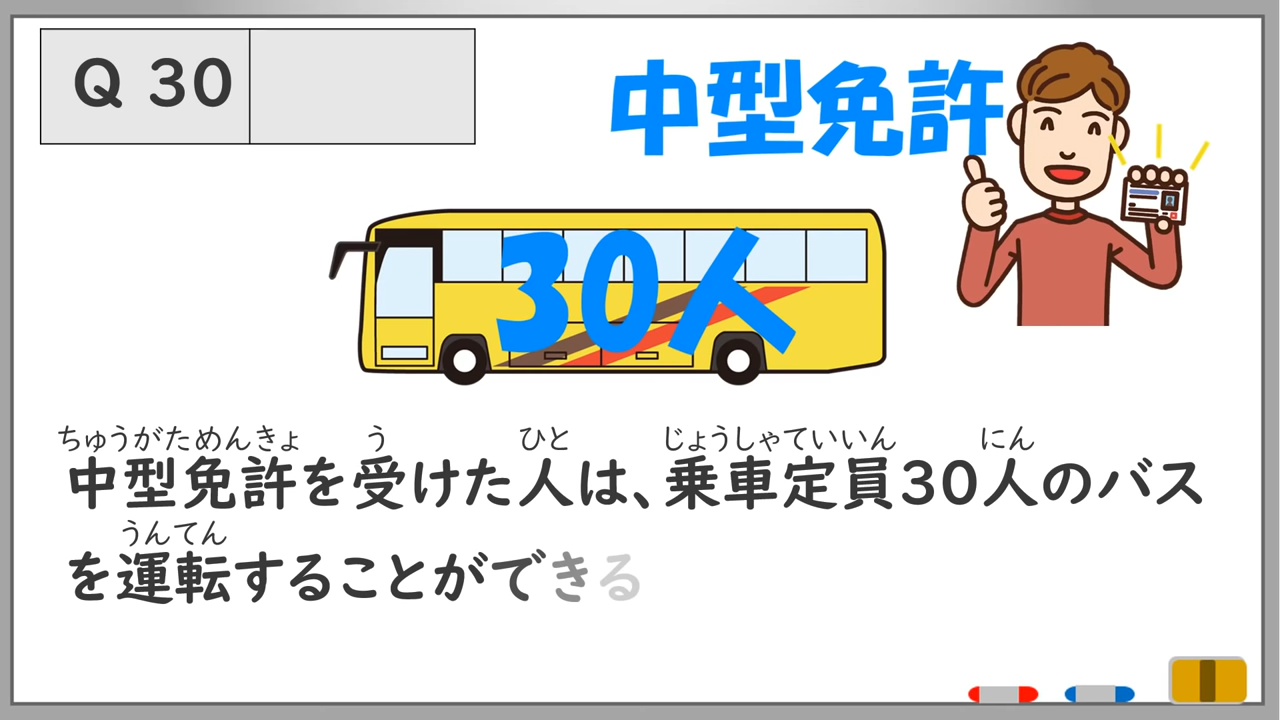 Q 30
中型免許
30人
ちゅうがためんきょ う ひと じょうしゃていいん にん
中型免許を受けた人は、乗車定員30人のバス
うんてん
を運転することができる